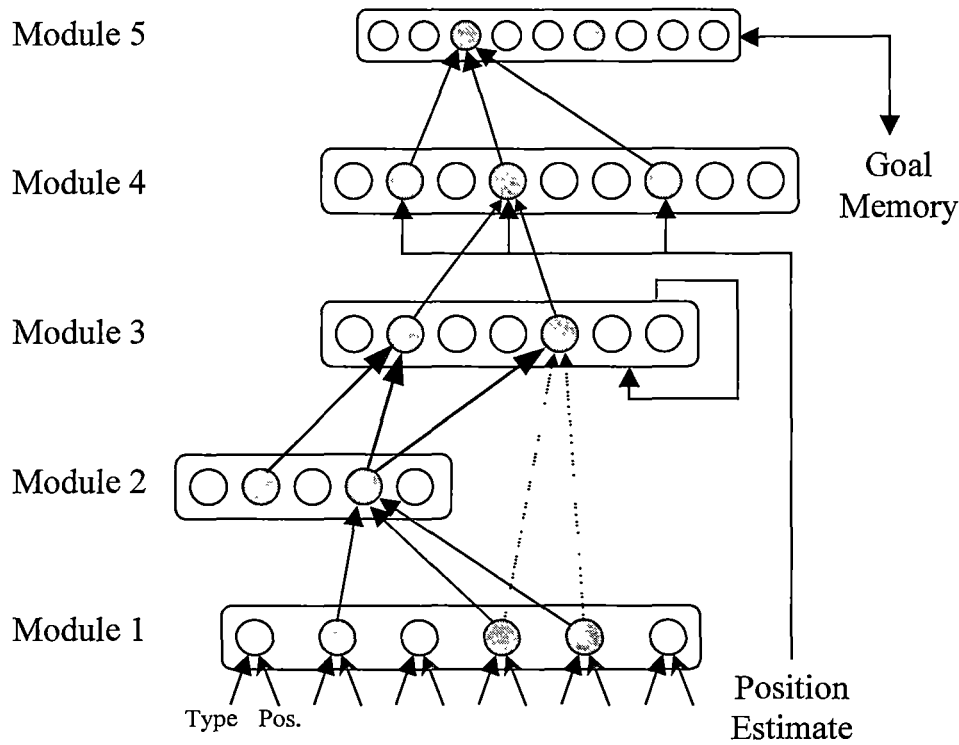 Module 5
Goal
Memory
Module 4
Module 3
Module 2
Module 1
Type Pos.
Position
Estimate